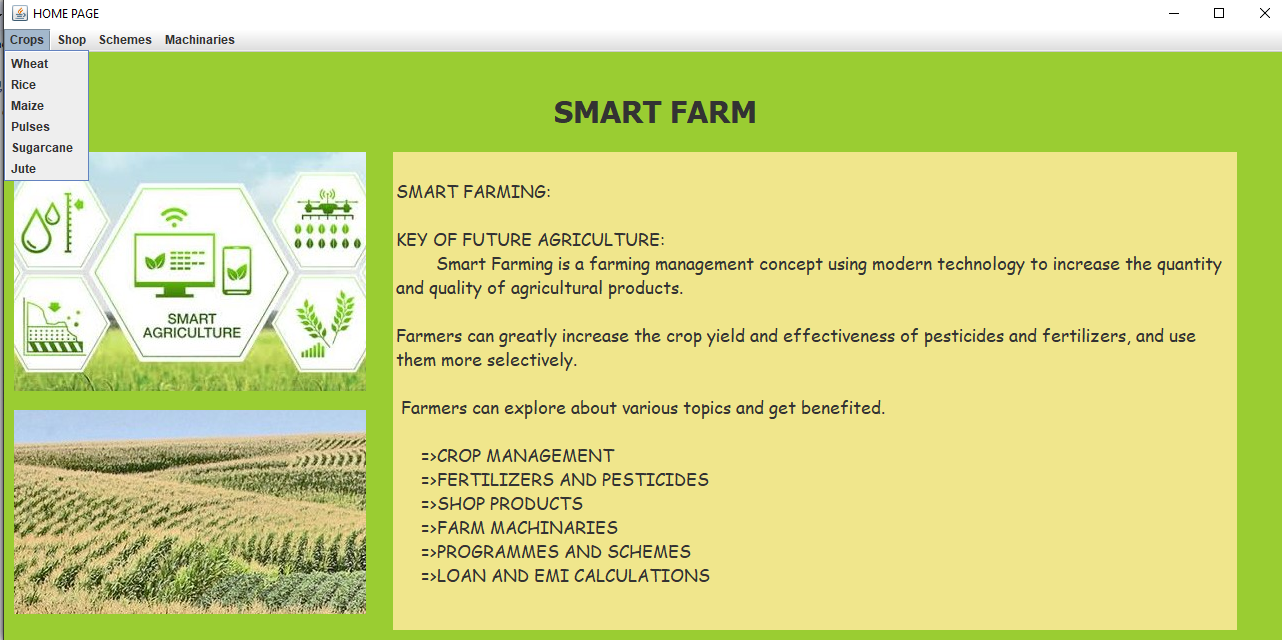 HOME PAGE
Crops Shop Schemes Machinaries
Wheat
Rice
Maize
Pulses
Sugarcane
Jute
SMART FARM
SMART
AGRICULTURE
SMART FARMING:
KEY OF FUTURE AGRICULTURE:
Smart Farming is a farming management concept using modern technology to increase the quantity
and quality of agricultural products.
Farmers can greatly increase the crop yield and effectiveness of pesticides and fertilizers, and use
them more selectively.
Farmers can explore about various topics and get benefited.
=>CROP MANAGEMENT
=>FERTILIZERS AND PESTICIDES
=>SHOP PRODUCTS
=>FARM MACHINARIES
=>PROGRAMMES AND SCHEMES
=>LOAN AND EMI CALCULATIONS